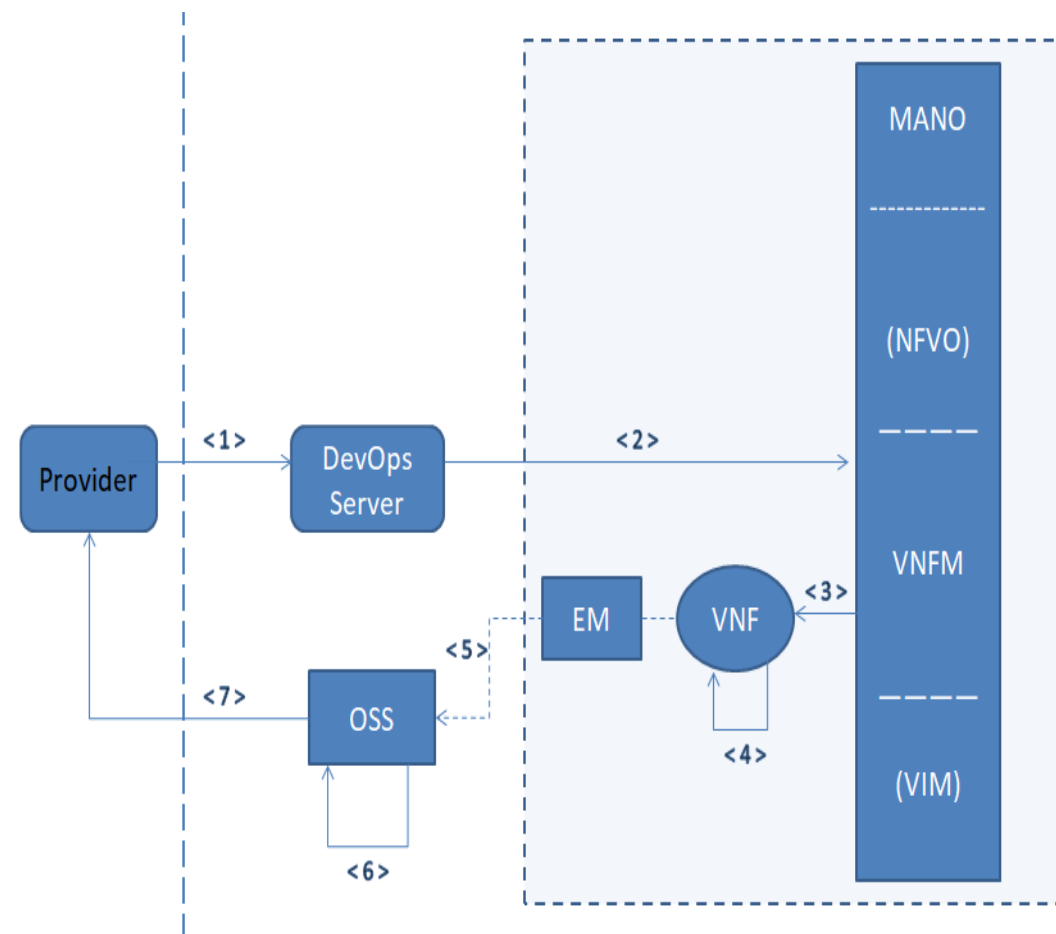 MANO
(NFVO)
<1>
<2>
Provider
DevOps
Server
VNFM
<3>
EM
VNF
<5>
<7>
OSS
<4>
(VIM)
<6>